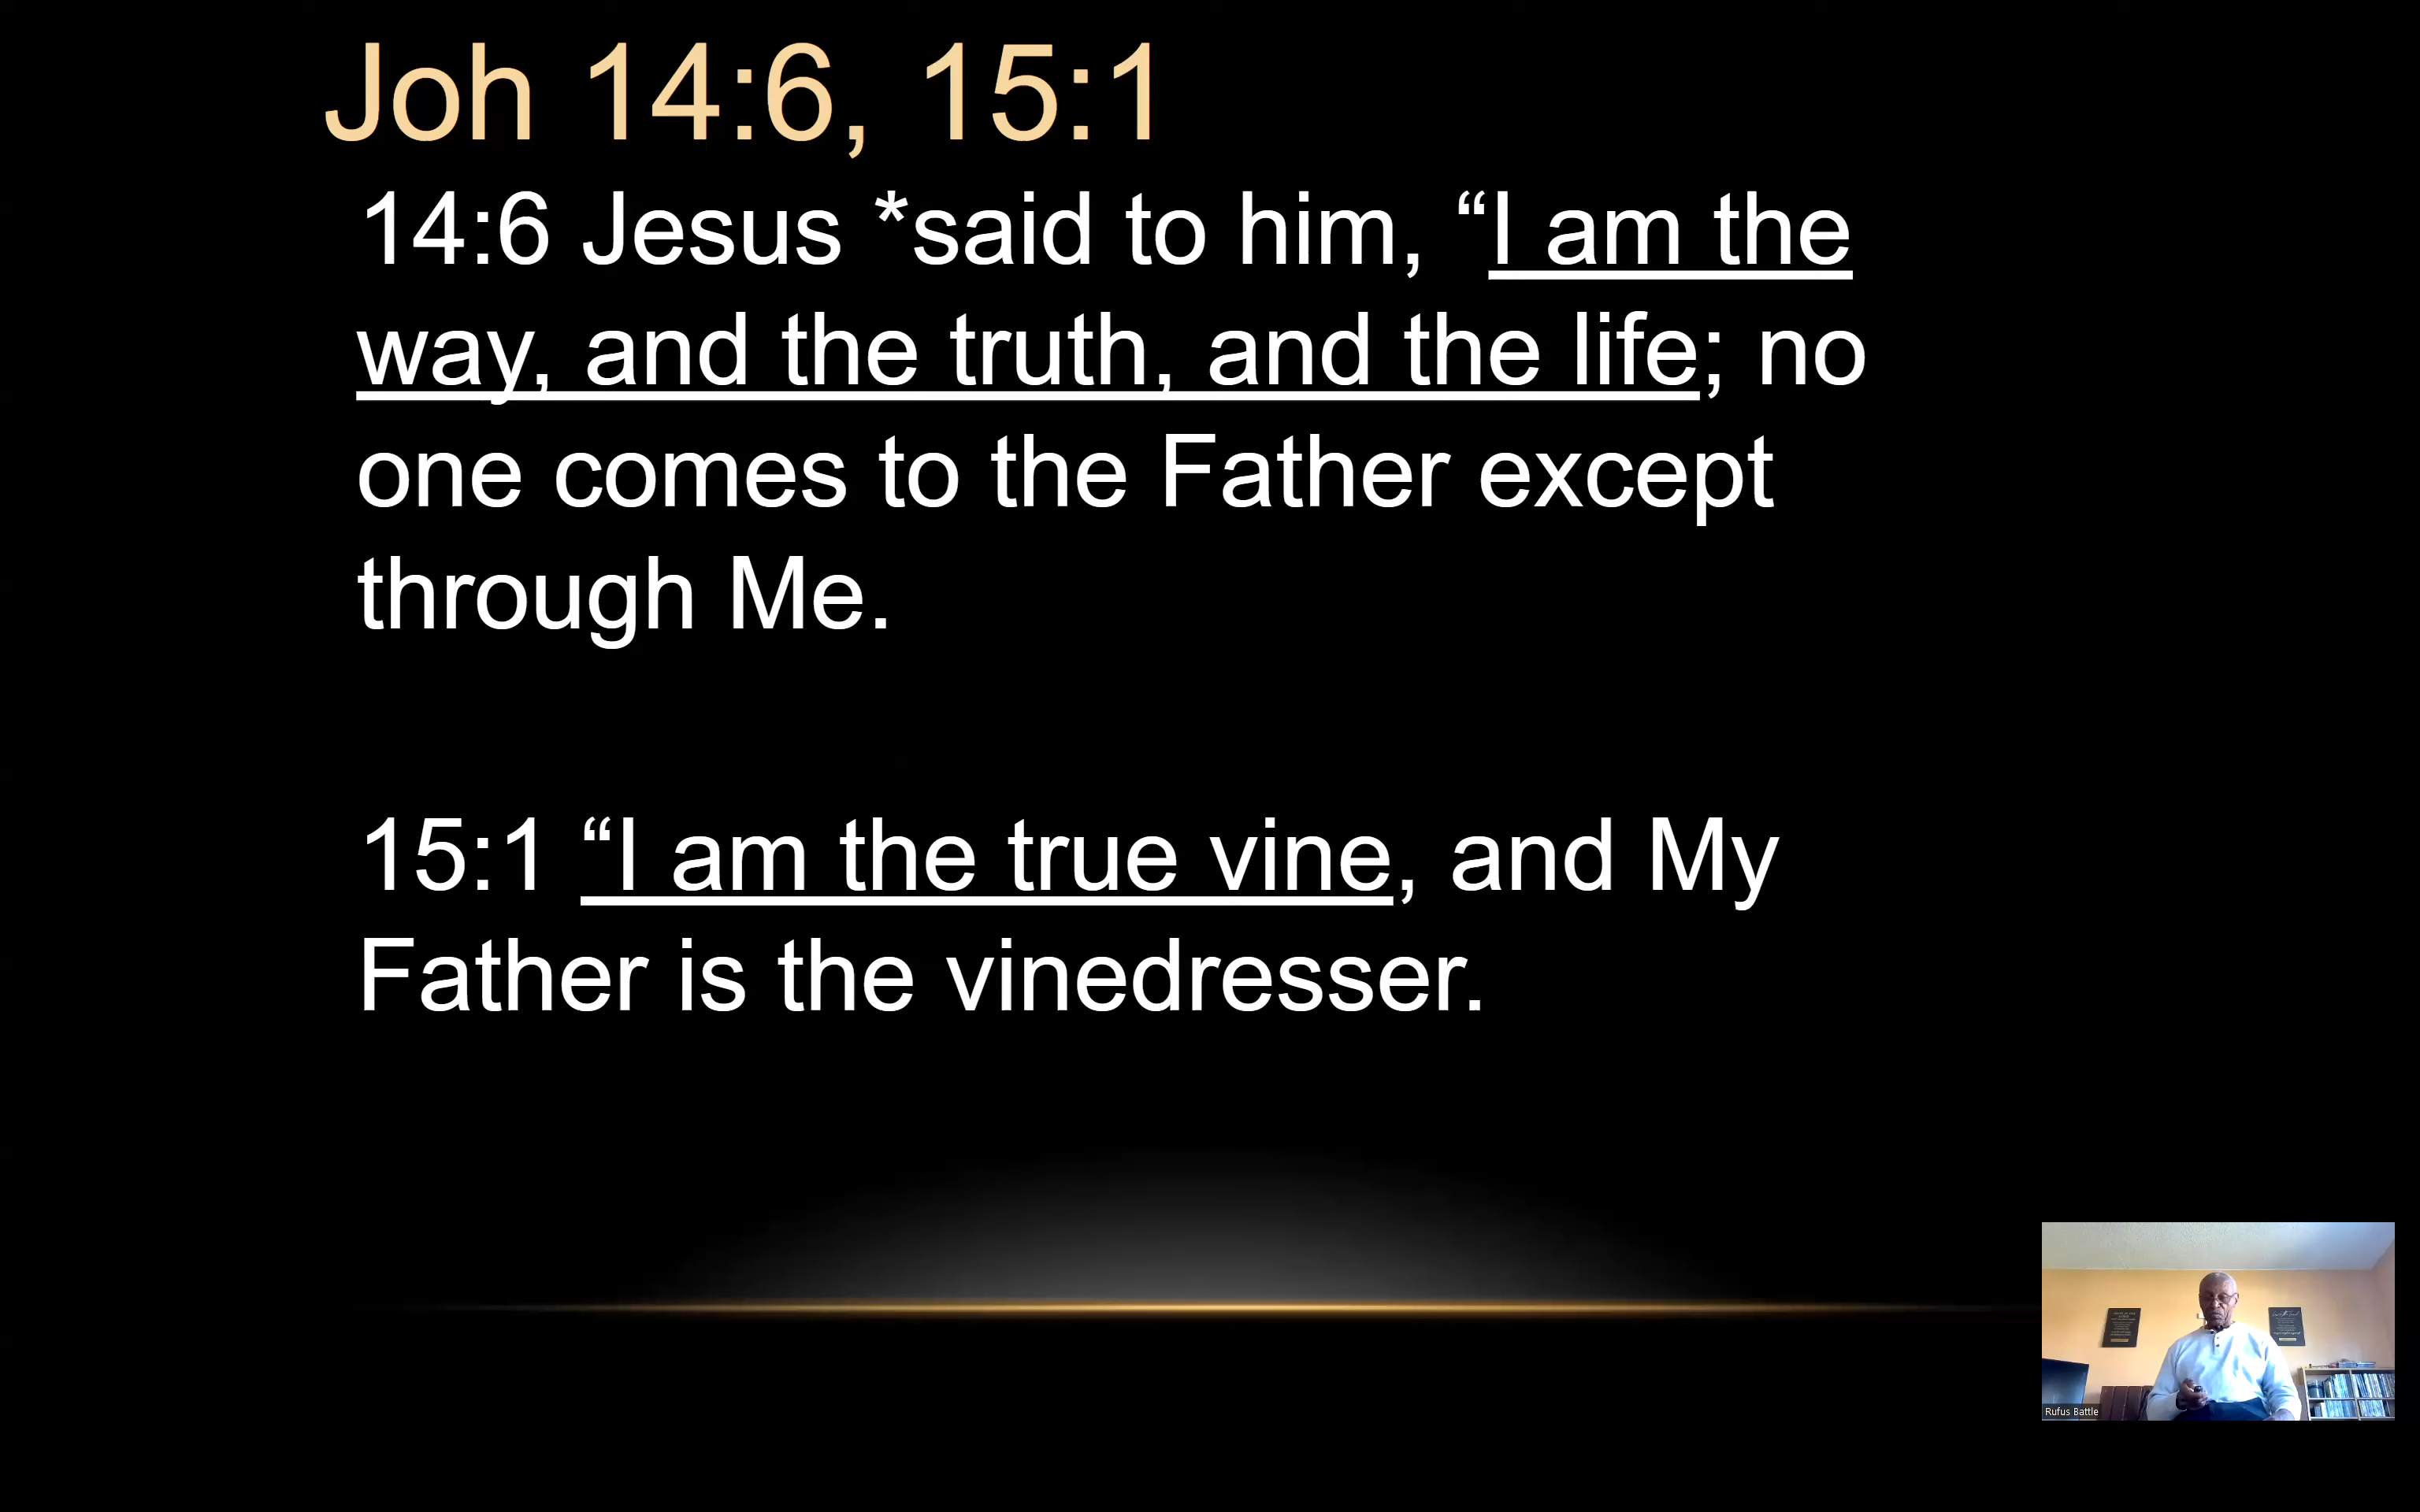 Joh 14:6, 15:1
14:6 Jesus *said to him, “I am the
way, and the truth, and the life; no
one comes to the Father except
through Me.
15:1 “I am the true vine, and My
Father is the vinedresser.
Rufus Battle